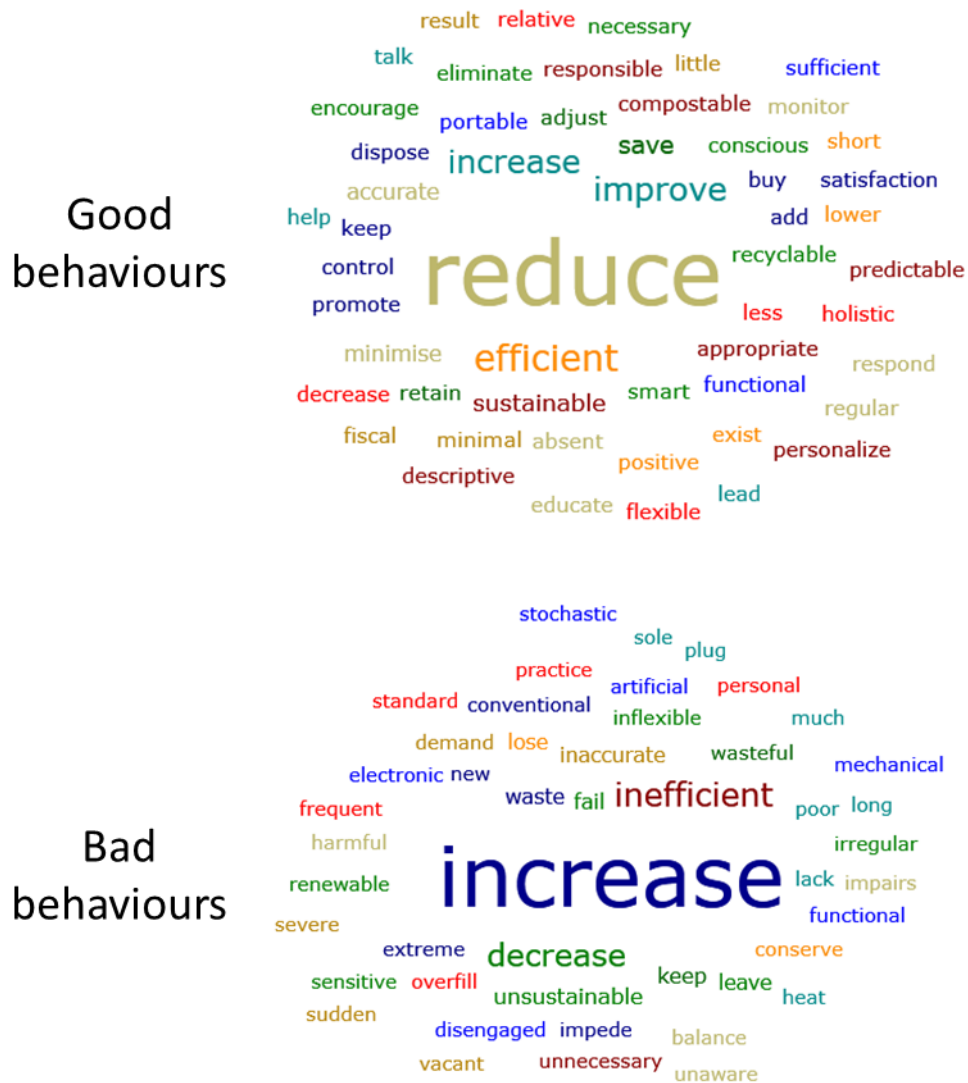 result relative necessary
talk eliminate responsible little sufficient
encourage portable adjust compostable monitor
dispose increase save conscious short
accurate improve buy satisfaction
Good
behaviours
help keep add lower
control reduce recyclable predictable
promote less holistic
minimise efficient appropriate respond
decrease retain sustainable smart functional regular
fiscal minimal absent exist personalize
descriptive positive
educate flexible lead
stochastic
sole plug
practice artificial personal
standard conventional inflexible much
demand lose inaccurate wasteful mechanical
electronic new
frequent waste fail inefficient poor long
harmful irregular
Bad
behaviours
renewable increase lack impairs
severe functional
extreme decrease conserve
sensitive overfill unsustainable keep leave heat
sudden disengaged impede balance
vacant unnecessary unaware